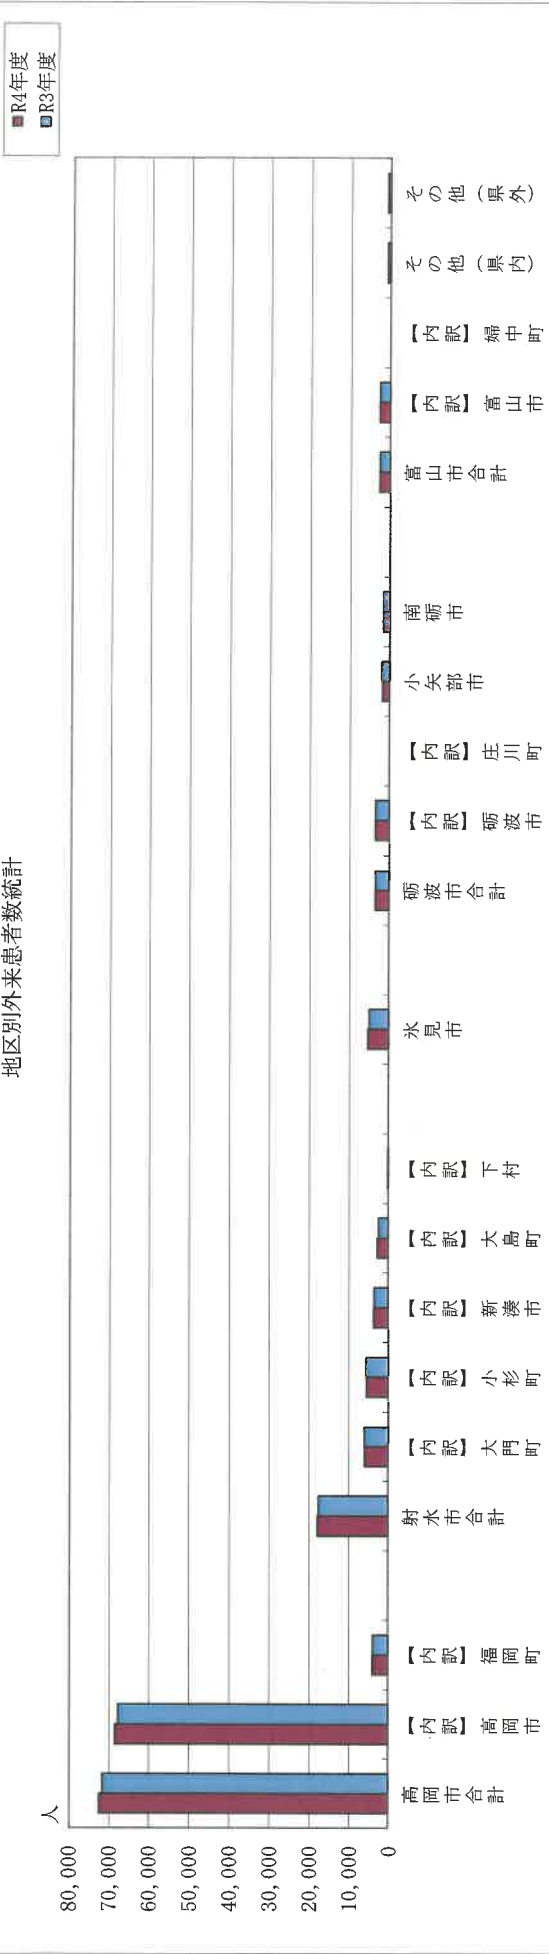 地区別外来患者数統計
R4年度
R3年度
人
80,000
70,000
60,000
50,000
40,000
30,000
20,000
10,000
0
高岡市合計
【内訳】高岡市
【内訳】福岡町
射水市合計
【内訳】大門町
【内訳】小杉町
【内訳】新湊市
【内訳】大島町
【内訳】下村
氷見市
砺波市合計
【内訳】砺波市
【内訳】庄川町
小矢部市
南砺市
富山市合計
【内訳】富山市
【内訳】婦中町
その他（県内）
その他（県外）